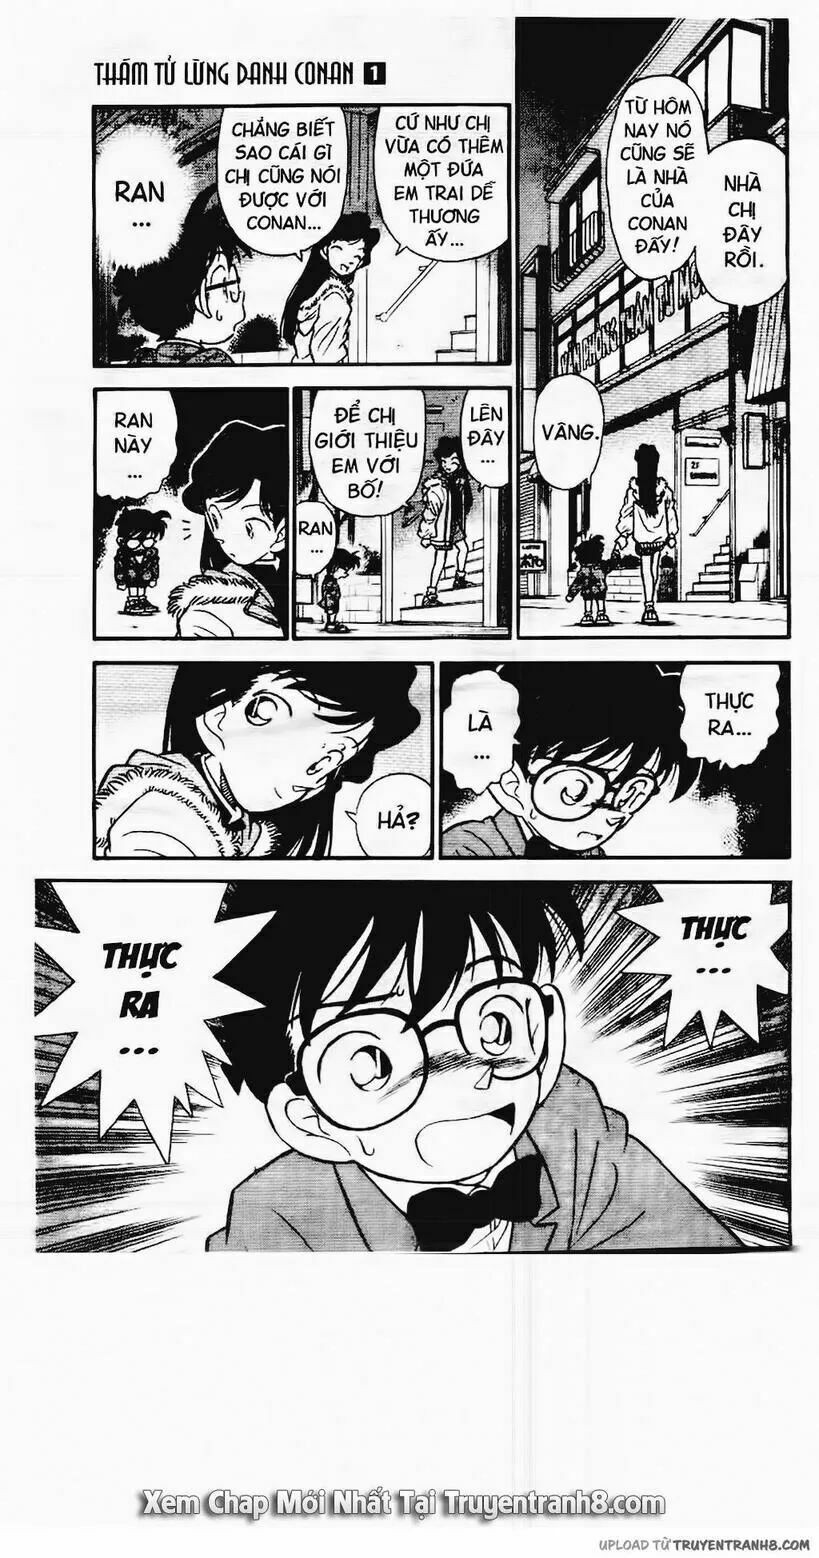 THÁM TỬ LỪNG DANH CONAN 1
NHÀ
CHỊ
ĐÂY
RỒI.
TỪ HÔM
NAY NÓ
CŨNG SẼ
LÀ NHÀ
CỦA
CONAN
ĐẤY!
VÂNG.
CỨ NHƯ CHỊ
VỪA CÓ THÊM
MỘT ĐỨA
EM TRAI DỄ
THƯƠNG
ẤY...
CHẲNG BIẾT
SAO CÁI GÌ
CHỊ CŨNG NÓI
ĐƯỢC VỚI
CONAN...
RAN
...
LÊN
ĐÂY
...
ĐỂ CHỊ
GIỚI THIỆU
EM VỚI
BỐ!
RAN
...
RAN
NÀY
...
THỰC
RA...
LÀ
...
HẢ?
THỰC
...
THỰC
RA
...
Xem Chap Mới Nhất Tại Truyentranh8.com
UPLOAD TỪ TRUYENTRANH8.COM